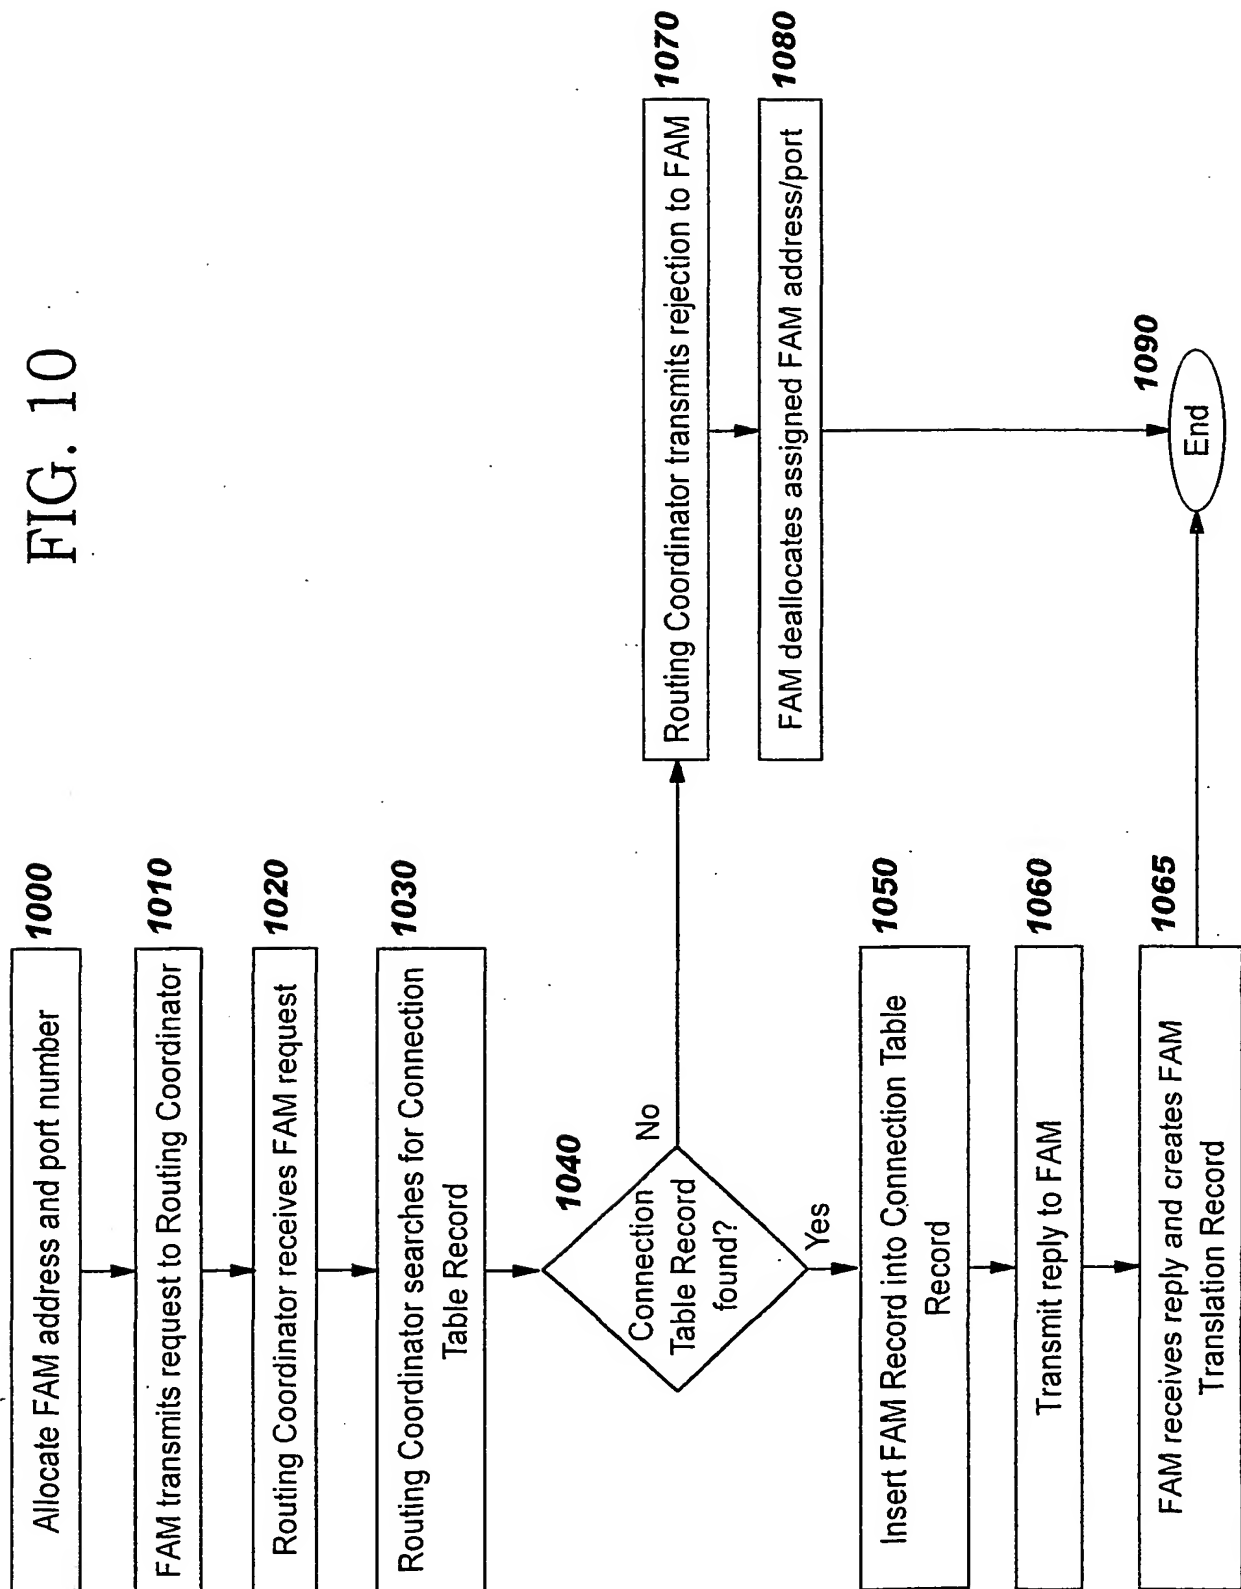 FIG. 10
Allocate FAM address and port number
1000
FAM transmits request to Routing Coordinator
1010
Routing Coordinator receives FAM request
1020
Routing Coordinator searches for Connection
Table Record
1030
Connection
Table Record
found?
1040
No
Yes
Insert FAM Record into Connection Table
Record
1050
Transmit reply to FAM
1060
FAM receives reply and creates FAM
Translation Record
1065
Routing Coordinator transmits rejection to FAM
1070
FAM deallocates assigned FAM address/port
1080
End
1090